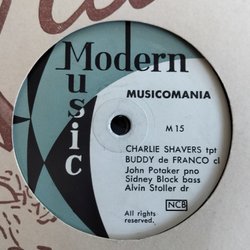 Modern
Music
MUSICOMANIA
M 15
CHARLIE SHAVERS tpt
BUDDY de FRANCO cl
John Potaker pno
Sidney Block bass
Alvin Stoller dr
All rights
reserved.
NCB